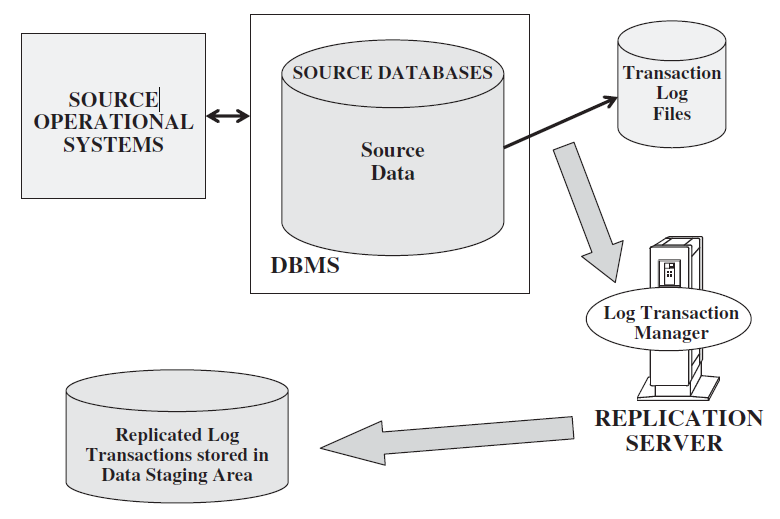 SOURCE
OPERATIONAL
SYSTEMS
SOURCE DATABASES
Source
Data
DBMS
Transaction
Log
Files
Log Transaction
Manager
REPLICATION
SERVER
Replicated Log
Transactions stored in
Data Staging Area